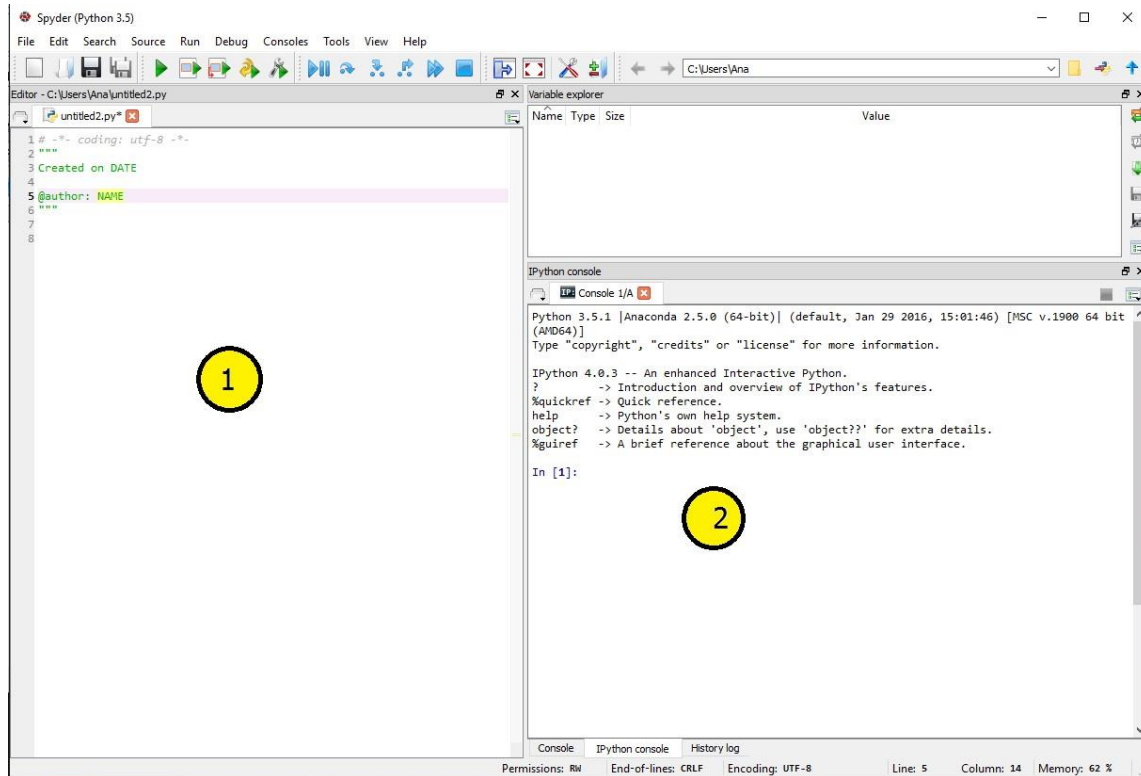 Spyder (Python 3.5)
File Edit Search Source Run Debug Consoles Tools View Help
C:\Users\Ana
Editor - C:\Users\Ana\untitled2.py
untitled2.py*
1 # -*- coding: utf-8 -*-
2 """
3 Created on DATE
4
5 @author: NAME
6 """
7
8
1
Variable explorer
Name Type Size Value
IPython console
IP: Console 1/A
Python 3.5.1 |Anaconda 2.5.0 (64-bit)| (default, Jan 29 2016, 15:01:46) [MSC v.1900 64 bit
(AMD64)]
Type "copyright", "credits" or "license" for more information.
IPython 4.0.3 -- An enhanced Interactive Python.
? -> Introduction and overview of IPython's features.
%quickref -> Quick reference.
help -> Python's own help system.
object? -> Details about 'object', use 'object??' for extra details.
%guiref -> A brief reference about the graphical user interface.
In [1]:
2
Console IPython console History log
Permissions: RW End-of-lines: CRLF Encoding: UTF-8 Line: 5 Column: 14 Memory: 62 %